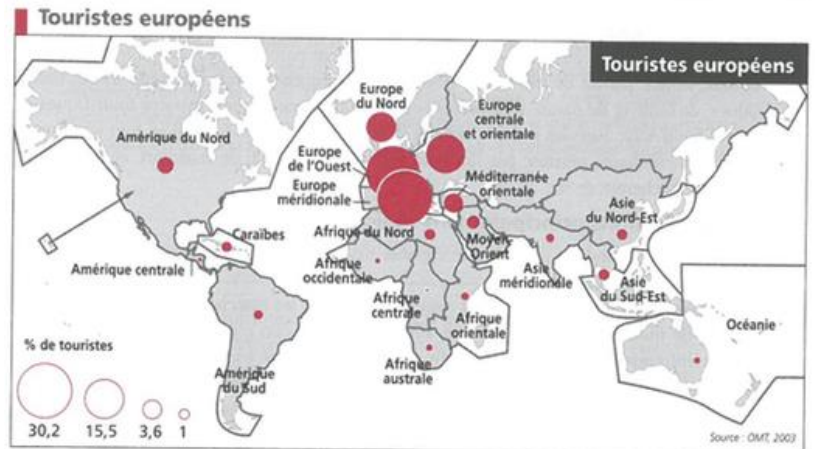 Touristes européens
Touristes européens
Europe
du Nord
Europe
centrale
et orientale
Amérique du Nord
Europe
de l'Ouest
Europe
méridionale
Méditerranée
orientale
Asie
du Nord-Est
Caraïbes
Afrique du Nord
Moyen-
Orient
Amérique centrale
Afrique
occidentale
Asie
méridionale
Asie
du Sud-Est
Afrique
centrale
Afrique
orientale
Océanie
% de touristes
Amérique
du Sud
Afrique
australe
30,2 15,5 3,6 1
Source : OMT, 2003